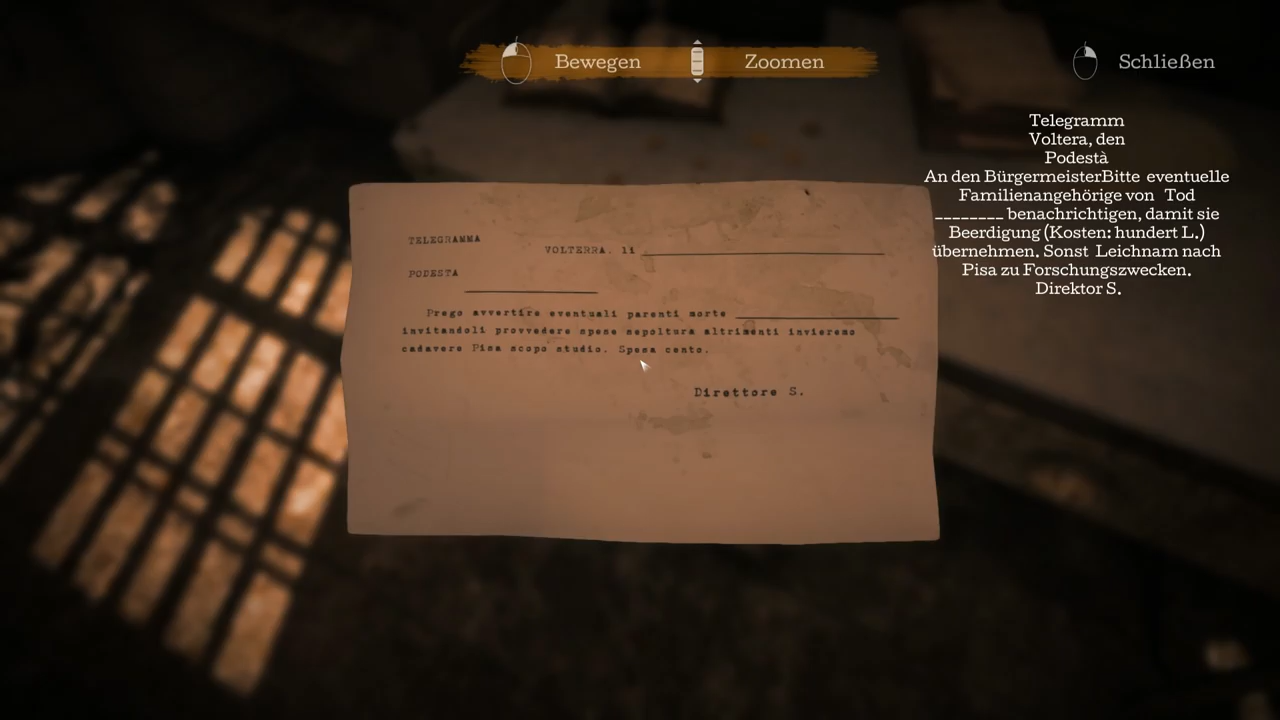 Bewegen Zoomen Schließen
Telegramm
Voltera, den
Podestà
An den BürgermeisterBitte eventuelle
Familienangehörige von Tod
________ benachrichtigen, damit sie
Beerdigung (Kosten: hundert L.)
übernehmen. Sonst Leichnam nach
Pisa zu Forschungszwecken.
Direktor S.
TELEGRAMMA
VOLTERRA. li
PODESTA
Prego avvertire eventuali parenti morte
invitandoli provvedere spese sepoltura altrimenti invieremo
cadavere Pisa scopo studio. Spesa cento.
Direttore S.